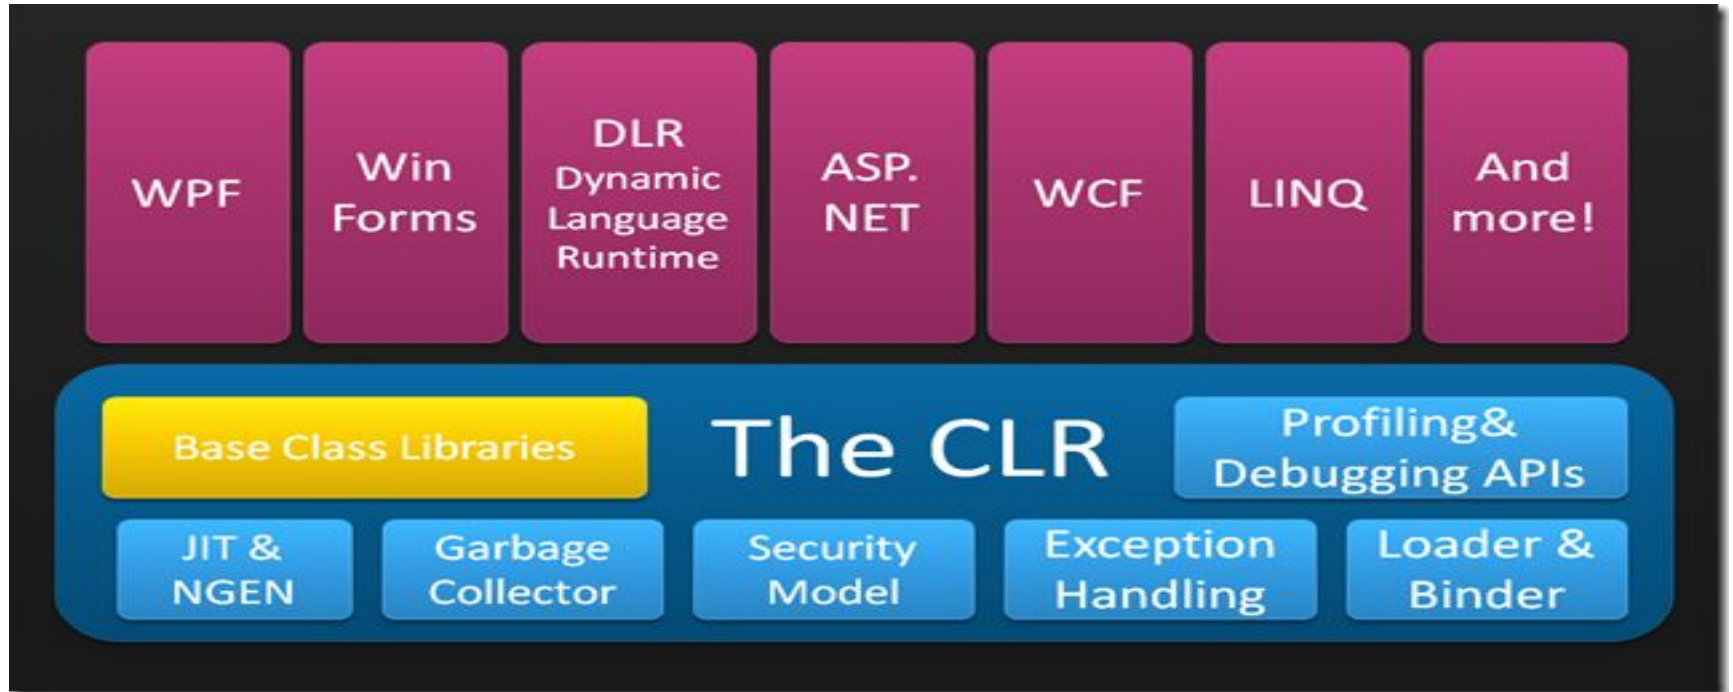 WPF
Win
Forms
DLR
Dynamic
Language
Runtime
ASP.
NET
WCF
LINQ
And
more!
Base Class Libraries
The CLR
Profiling&
Debugging APIs
JIT &
NGEN
Garbage
Collector
Security
Model
Exception
Handling
Loader &
Binder